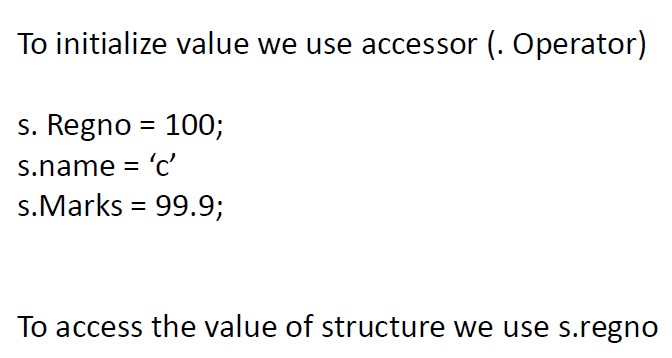 To initialize value we use accessor (. Operator)
s. Regno = 100;
s.name = ‘c’
s.Marks = 99.9;
To access the value of structure we use s.regno